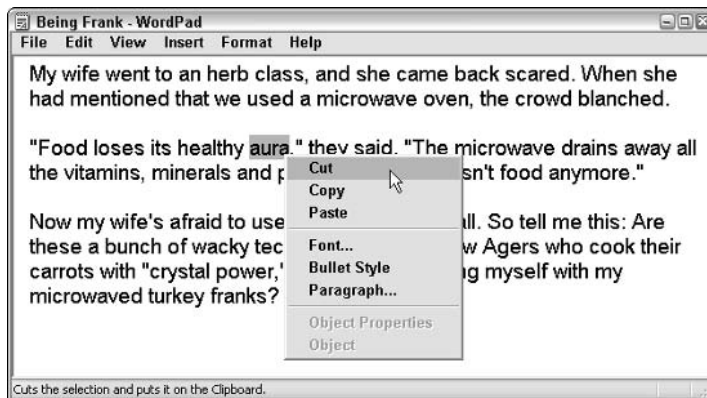 Being Frank - WordPad
File Edit View Insert Format Help
My wife went to an herb class, and she came back scared. When she
had mentioned that we used a microwave oven, the crowd blanched.
"Food loses its healthy aura." they said. "The microwave drains away all
the vitamins, minerals and sn't food anymore."
Now my wife's afraid to use all. So tell me this: Are
these a bunch of wacky tec w Agers who cook their
carrots with "crystal power," ng myself with my
microwaved turkey franks?
Cut
Copy
Paste
Font...
Bullet Style
Paragraph...
Object Properties
Object
Cuts the selection and puts it on the Clipboard.